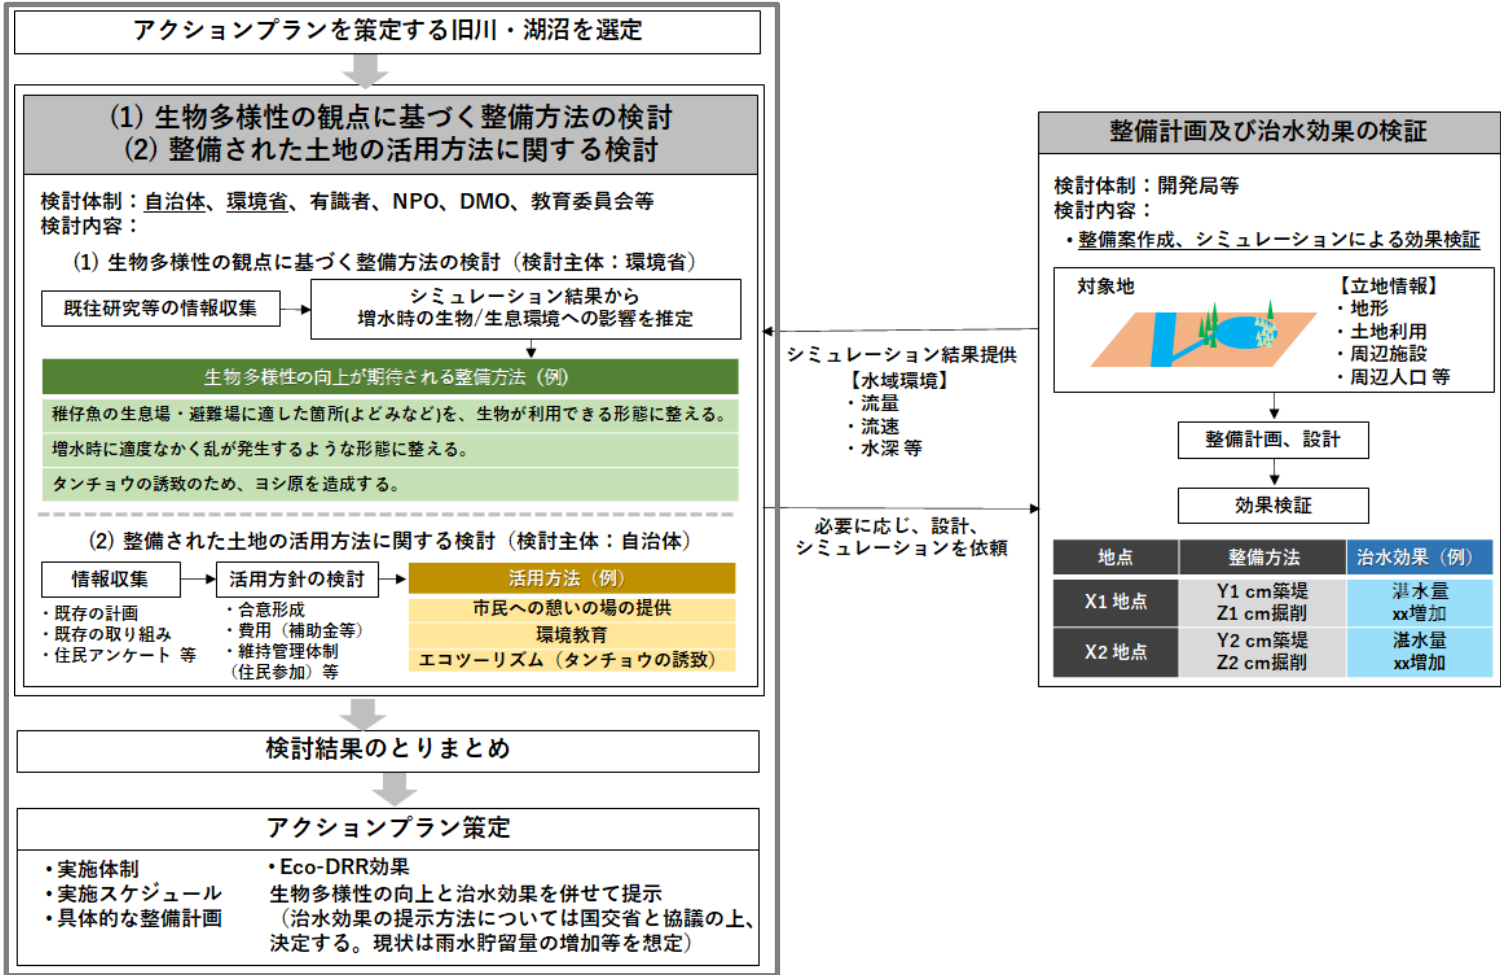 アクションプランを策定する旧川・湖沼を選定
(1) 生物多様性の観点に基づく整備方法の検討
(2) 整備された土地の活用方法に関する検討
検討体制：自治体、環境省、有識者、NPO、DMO、教育委員会等
検討内容：
(1) 生物多様性の観点に基づく整備方法の検討（検討主体：環境省）
既往研究等の情報収集
シミュレーション結果から
増水時の生物/生息環境への影響を推定
生物多様性の向上が期待される整備方法（例）
稚仔魚の生息場・避難場に適した箇所(よどみなど)を、生物が利用できる形態に整える。
増水時に適度なかく乱が発生するような形態に整える。
タンチョウの誘致のため、ヨシ原を造成する。
(2) 整備された土地の活用方法に関する検討（検討主体：自治体）
情報収集
・既存の計画
・既存の取り組み
・住民アンケート 等
活用方針の検討
・合意形成
・費用（補助金等）
・維持管理体制
（住民参加）等
活用方法（例）
市民への憩いの場の提供
環境教育
エコツーリズム（タンチョウの誘致）
検討結果のとりまとめ
アクションプラン策定
・実施体制
・実施スケジュール
・具体的な整備計画
・Eco-DRR効果
生物多様性の向上と治水効果を併せて提示
（治水効果の提示方法については国交省と協議の上、
決定する。現状は雨水貯留量の増加等を想定）
シミュレーション結果提供
【水域環境】
・流量
・流速
・水深 等
必要に応じ、設計、
シミュレーションを依頼
整備計画及び治水効果の検証
検討体制：開発局等
検討内容：
・整備案作成、シミュレーションによる効果検証
対象地
【立地情報】
・地形
・土地利用
・周辺施設
・周辺人口 等
整備計画、設計
効果検証
地点 整備方法 治水効果（例）
X1 地点
Y1 cm築堤
Z1 cm掘削
湛水量
xx増加
X2 地点
Y2 cm築堤
Z2 cm掘削
湛水量
xx増加